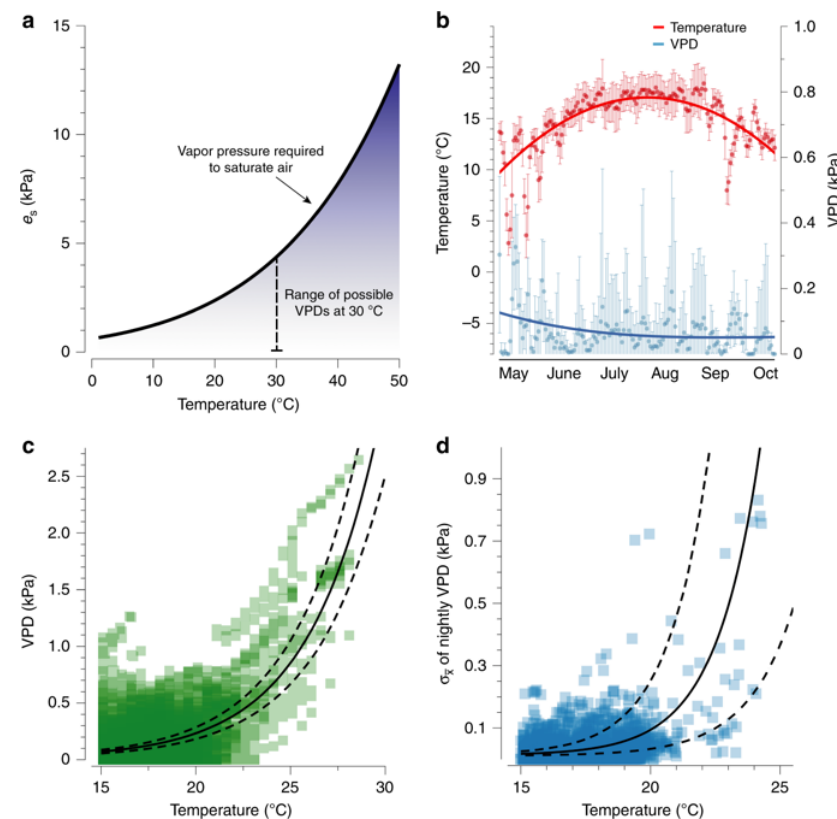 a
15
10
5
0
e_s (kPa)
Vapor pressure required
to saturate air
Range of possible
VPDs at 30 °C
0 10 20 30 40 50
Temperature (°C)
b
Temperature
VPD
20
15
10
5
0
−5
Temperature (°C)
1.0
0.8
0.6
0.4
0.2
0
VPD (kPa)
May June July Aug Sep Oct
c
2.5
2.0
1.5
1.0
0.5
0
VPD (kPa)
15 20 25 30
Temperature (°C)
d
0.9
0.7
0.5
0.3
0.1
σx̄ of nightly VPD (kPa)
15 20 25
Temperature (°C)